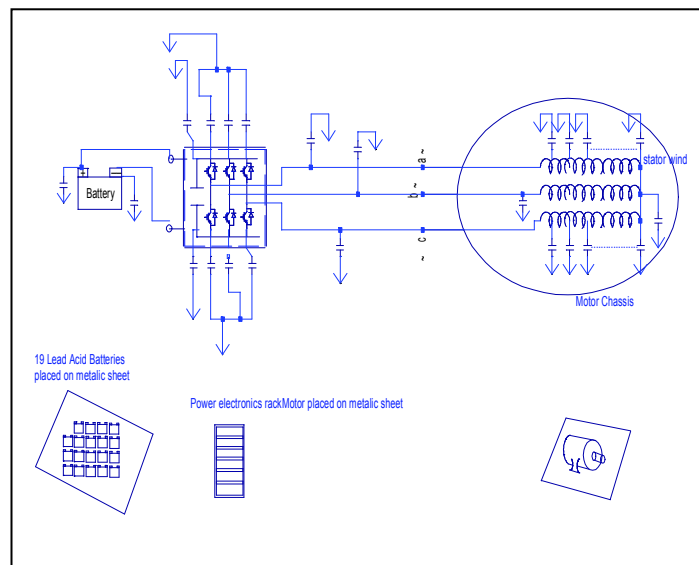 a ~
stator wind
Battery
b ~
c ~
Motor Chassis
19 Lead Acid Batteries
placed on metalic sheet
Power electronics rackMotor placed on metalic sheet